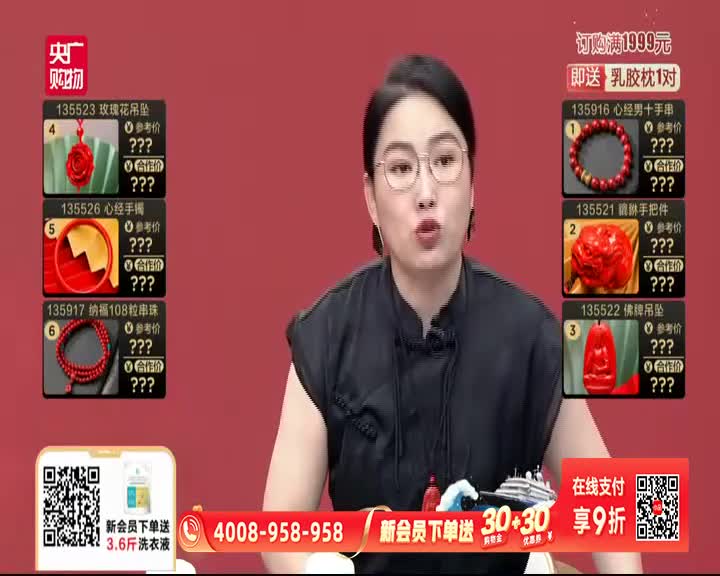 央广
购物
135523 玫瑰花吊坠
4
¥参考价
???
¥合作价
???
135526 心经手镯
5
¥参考价
???
¥合作价
???
135917 纳福108粒串珠
6
¥参考价
???
¥合作价
???
订购满1999元
即送 乳胶枕1对
135916 心经男士手串
1
¥参考价
???
¥合作价
???
135521 貔貅手把件
2
¥参考价
???
¥合作价
???
135522 佛牌吊坠
3
¥参考价
???
¥合作价
???
新会员下单送
3.6斤洗衣液
4008-958-958
新会员下单送 30+30
购物金 优惠券
¥
在线支付
享9折